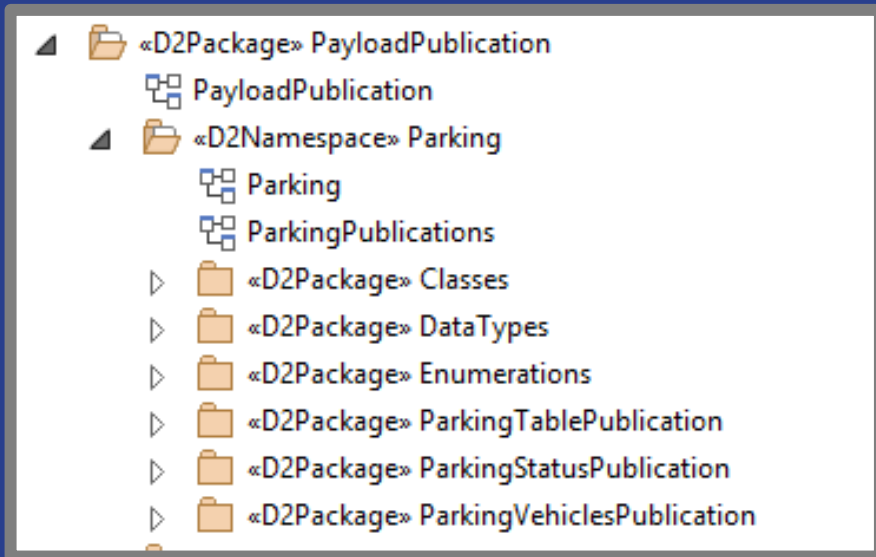 «D2Package» PayloadPublication
PayloadPublication
«D2Namespace» Parking
Parking
ParkingPublications
«D2Package» Classes
«D2Package» DataTypes
«D2Package» Enumerations
«D2Package» ParkingTablePublication
«D2Package» ParkingStatusPublication
«D2Package» ParkingVehiclesPublication